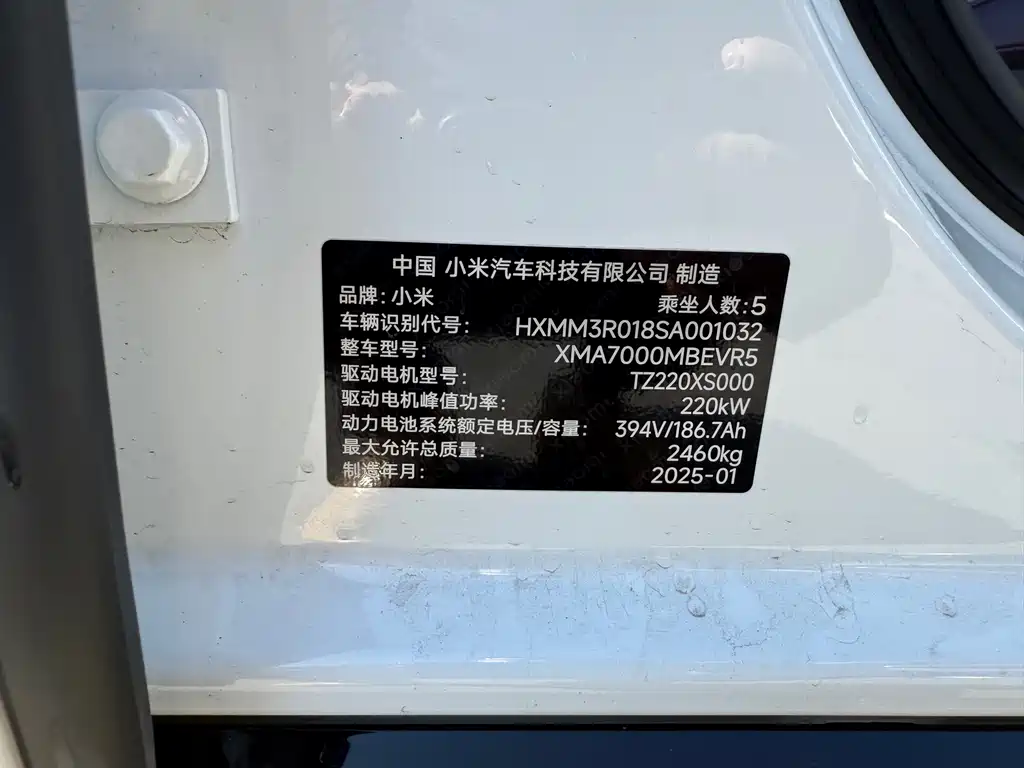 中国 小米汽车科技有限公司 制造
品牌: 小米 乘坐人数: 5
车辆识别代号: HXMM3R018SA001032
整车型号: XMA7000MBEVR5
驱动电机型号: TZ220XS000
驱动电机峰值功率: 220kW
动力电池系统额定电压/容量: 394V/186.7Ah
最大允许总质量: 2460kg
制造年月: 2025-01